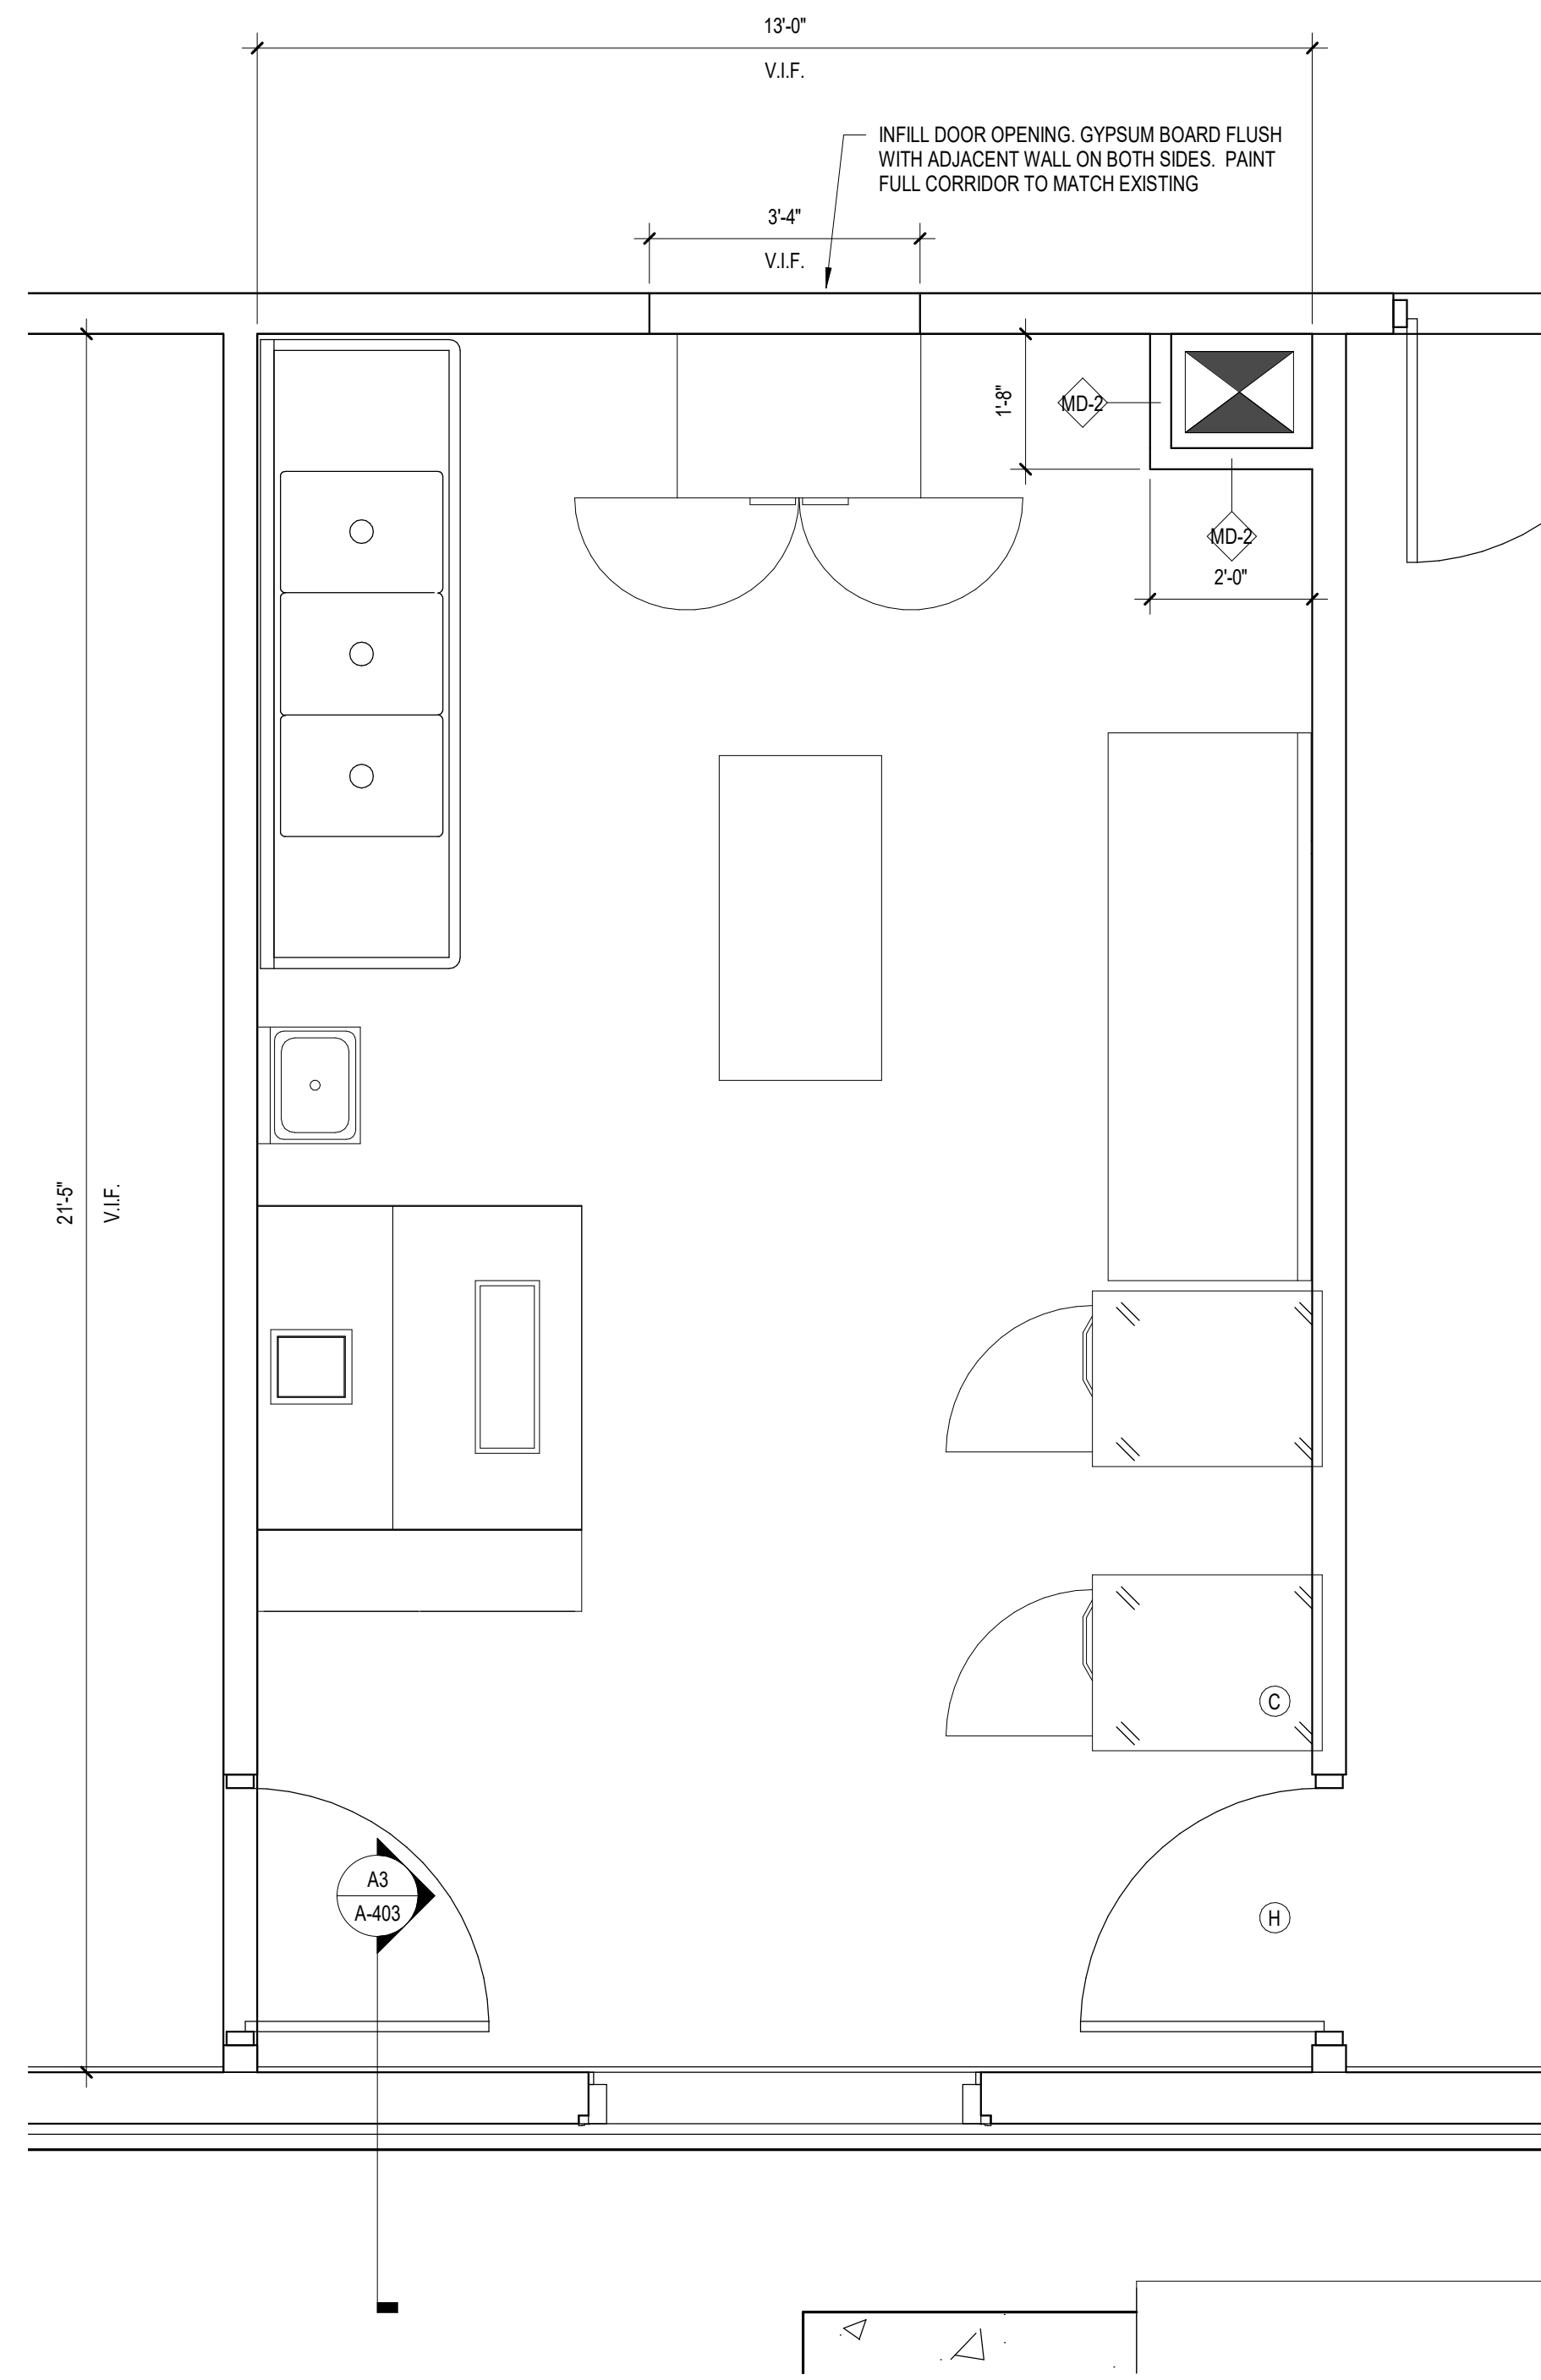 13'-0"
V.I.F.
INFILL DOOR OPENING. GYPSUM BOARD FLUSH
WITH ADJACENT WALL ON BOTH SIDES. PAINT
FULL CORRIDOR TO MATCH EXISTING
3'-4"
V.I.F.
1'-8"
MD-2
MD-2
2'-0"
21'-5"
V.I.F.
C
A3
A-403
H